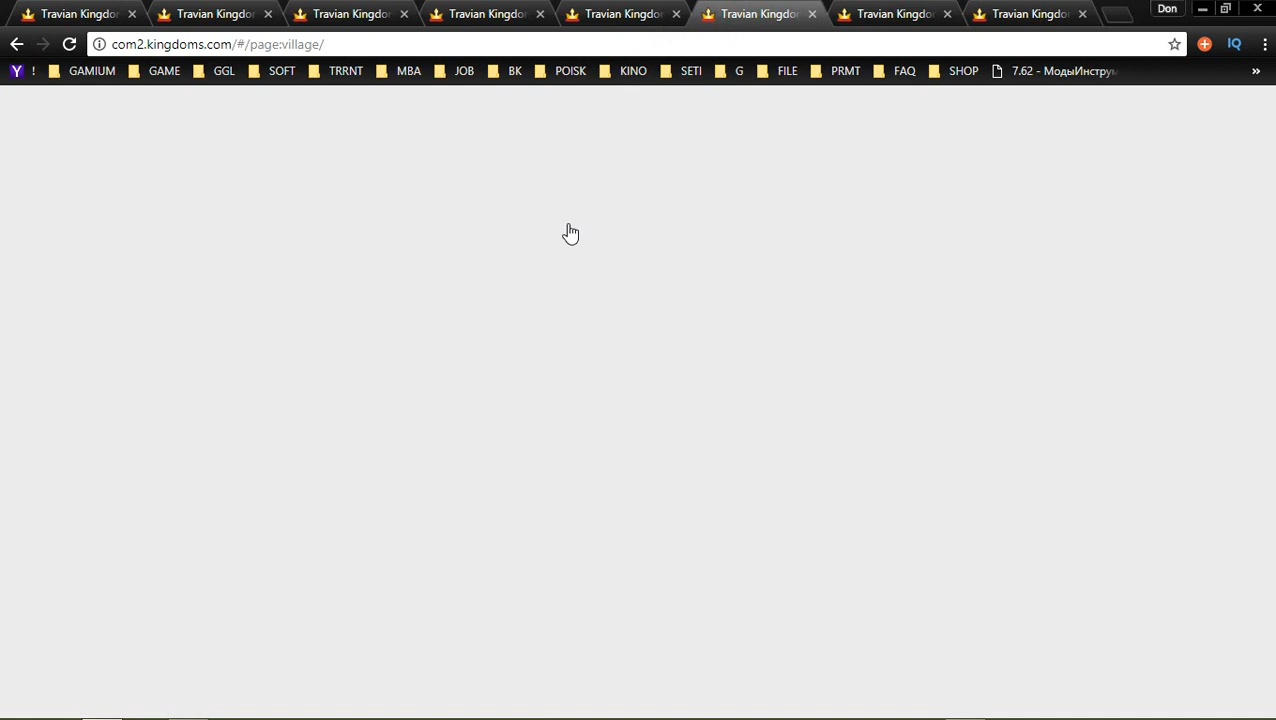 Travian Kingdo Travian Kingdo Travian Kingdo Travian Kingdo Travian Kingdo Travian Kingdo Travian Kingdo Travian Kingdo Don
com2.kingdoms.com/#/page:village/ IQ
Y ! GAMIUM GAME GGL SOFT TRRNT MBA JOB BK POISK KINO SETI G FILE PRMT FAQ SHOP 7.62 - МодыИнструм »